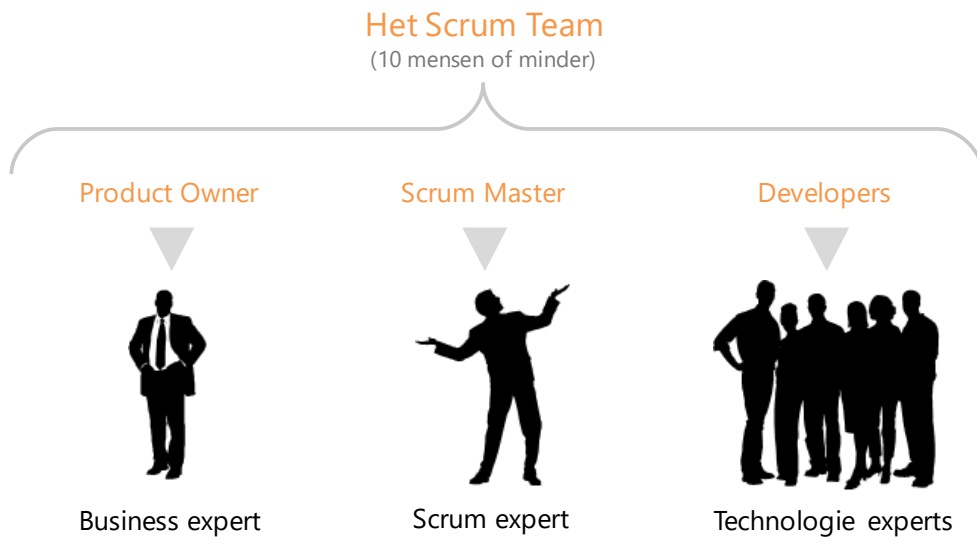 Het Scrum Team
(10 mensen of minder)
Product Owner
Scrum Master
Developers
Business expert
Scrum expert
Technologie experts